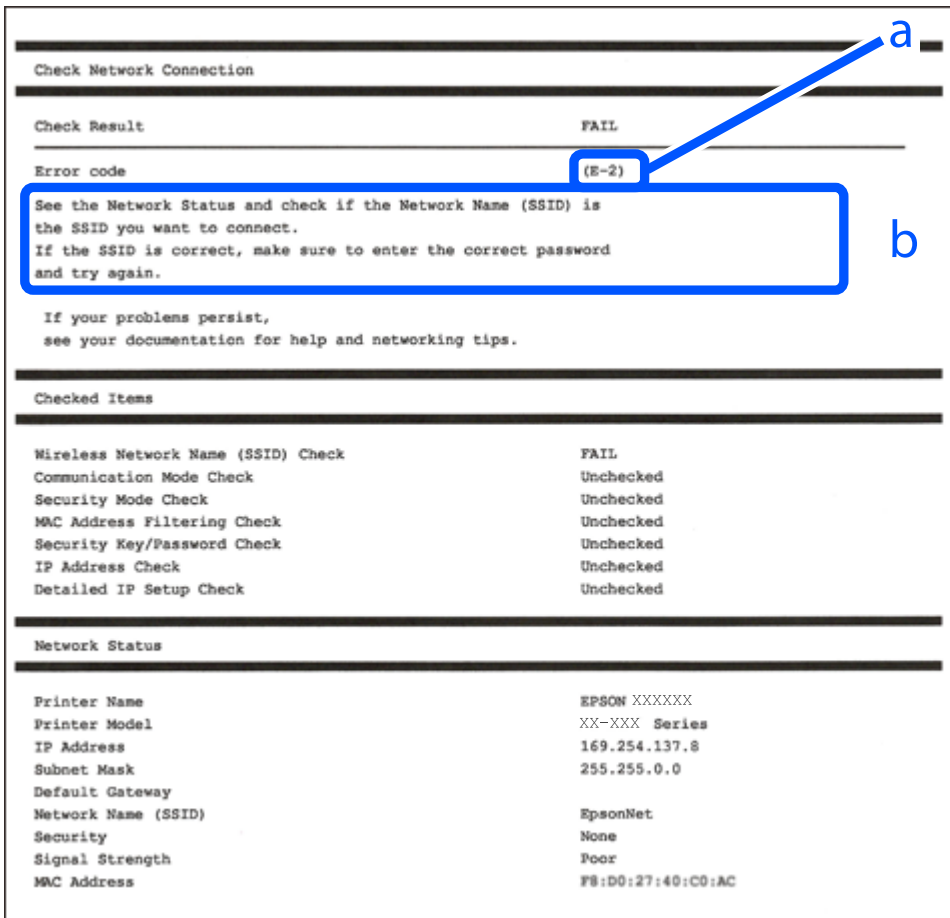 a
Check Network Connection
Check Result FAIL
Error code (E-2)
See the Network Status and check if the Network Name (SSID) is
the SSID you want to connect.
If the SSID is correct, make sure to enter the correct password
and try again.
b
If your problems persist,
see your documentation for help and networking tips.
Checked Items
Wireless Network Name (SSID) Check FAIL
Communication Mode Check Unchecked
Security Mode Check Unchecked
MAC Address Filtering Check Unchecked
Security Key/Password Check Unchecked
IP Address Check Unchecked
Detailed IP Setup Check Unchecked
Network Status
Printer Name EPSON XXXXXX
Printer Model XX-XXX Series
IP Address 169.254.137.8
Subnet Mask 255.255.0.0
Default Gateway
Network Name (SSID) EpsonNet
Security None
Signal Strength Poor
MAC Address F8:D0:27:40:C0:AC